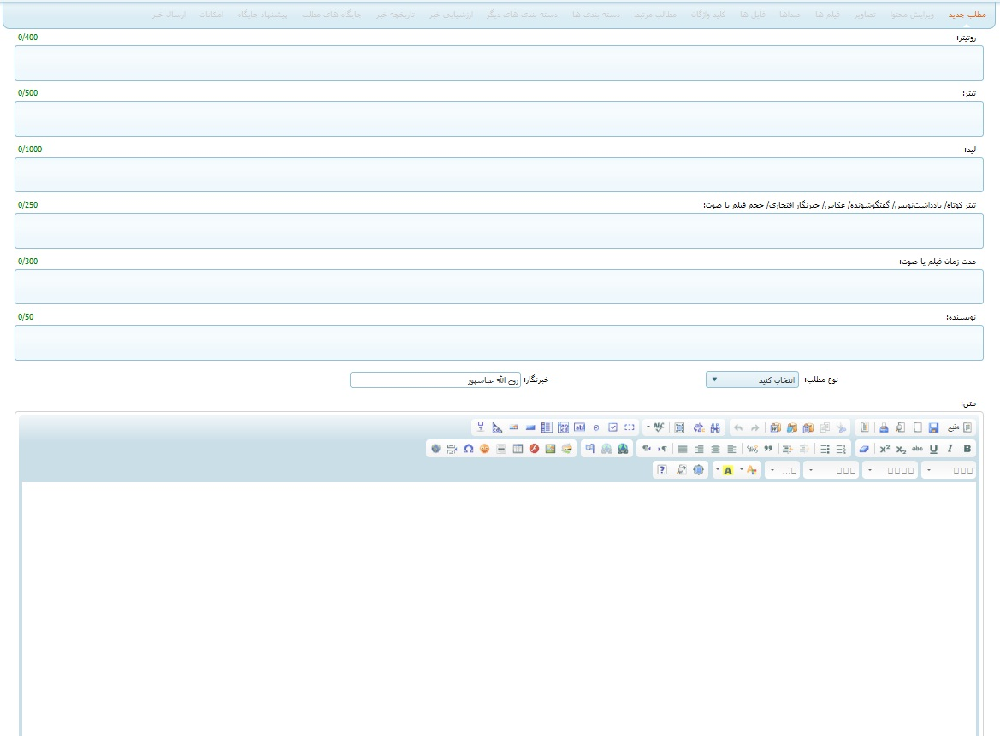 مطلب جدید ویرایش محتوا تصاویر فیلم ها صداها فایل ها کلید واژگان مطالب مرتبط دسته بندی ها دسته بندی های دیگر ارزشیابی خبر تاریخچه خبر جایگاه های مطلب پیشنهاد جایگاه امکانات ارسال خبر
روتیتر: 0/400
تیتر: 0/500
لید: 0/1000
تیتر کوتاه/ یادداشت‌نویس/ گفتگوشونده/ عکاس/ خبرنگار افتخاری/ حجم فیلم یا صوت: 0/250
مدت زمان فیلم یا صوت: 0/300
نویسنده: 0/50
نوع مطلب: انتخاب کنید خبرنگار: روح الله عباسپور
متن:
منبع
B I U abc X₂ X²